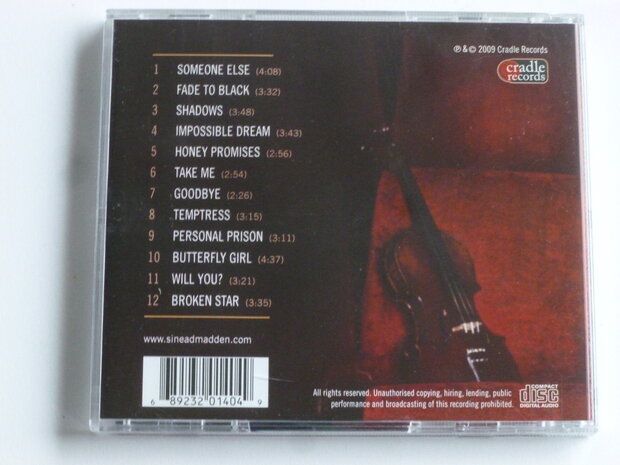 ℗ & © 2009 Cradle Records
cradle
records
1 SOMEONE ELSE (4:08)
2 FADE TO BLACK (3:32)
3 SHADOWS (3:48)
4 IMPOSSIBLE DREAM (3:43)
5 HONEY PROMISES (2:56)
6 TAKE ME (2:54)
7 GOODBYE (2:26)
8 TEMPTRESS (3:15)
9 PERSONAL PRISON (3:11)
10 BUTTERFLY GIRL (4:37)
11 WILL YOU? (3:21)
12 BROKEN STAR (3:35)
www.sineadmadden.com
6 89232 01404 9
All rights reserved. Unauthorised copying, hiring, lending, public
performance and broadcasting of this recording prohibited.
COMPACT
disc
DIGITAL AUDIO